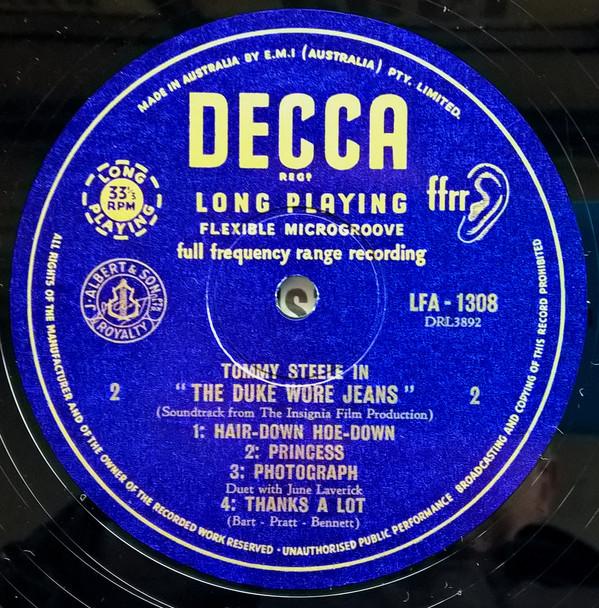 MADE IN AUSTRALIA BY E.M.I (AUSTRALIA) PTY. LIMITED.
DECCA
REGD
LONG PLAYING
33⅓ RPM
LONG PLAYING
ffrr
FLEXIBLE MICROGROOVE
full frequency range recording
J. ALBERT & SON PTY LTD
ROYALTY
LFA - 1308
DRL3892
TOMMY STEELE IN
2 " THE DUKE WORE JEANS " 2
(Soundtrack from The Insignia Film Production)
1: HAIR-DOWN HOE-DOWN
2: PRINCESS
3: PHOTOGRAPH
Duet with June Laverick
4: THANKS A LOT
(Bart - Pratt - Bennett)
ALL RIGHTS OF THE MANUFACTURER AND OF THE OWNER OF THE RECORDED WORK RESERVED · UNAUTHORISED PUBLIC PERFORMANCE BROADCASTING AND COPYING OF THIS RECORD PROHIBITED